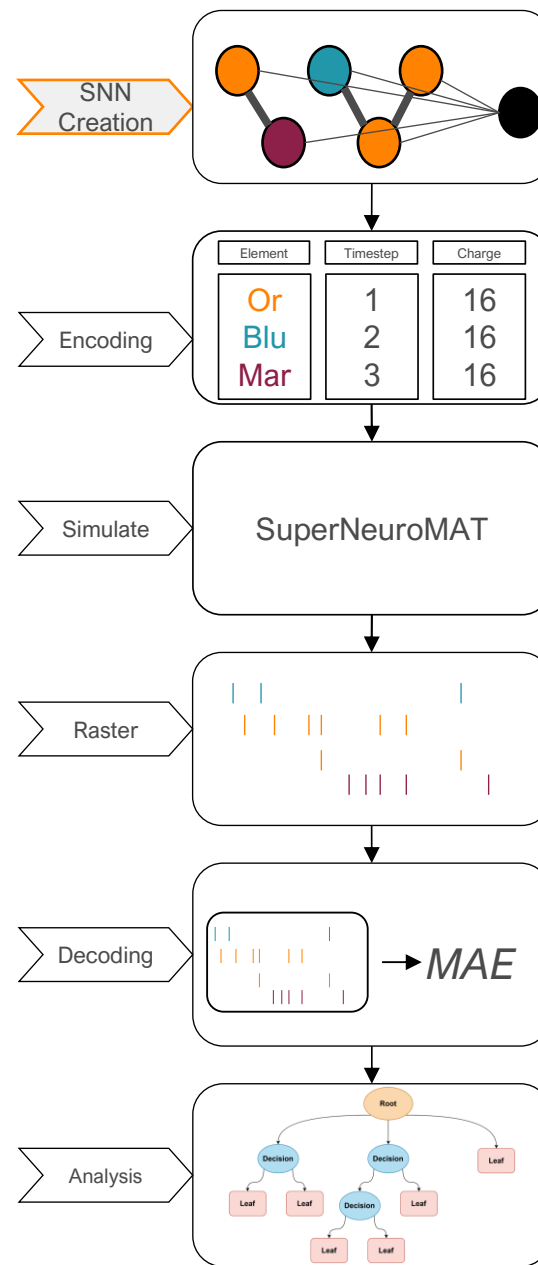 SNN
Creation
Encoding
Element
Timestep
Charge
Or
1
16
Blu
2
16
Mar
3
16
Simulate
SuperNeuroMAT
Raster
Decoding
MAE
Analysis
Root
Decision
Decision
Leaf
Leaf
Leaf
Decision
Leaf
Leaf
Leaf